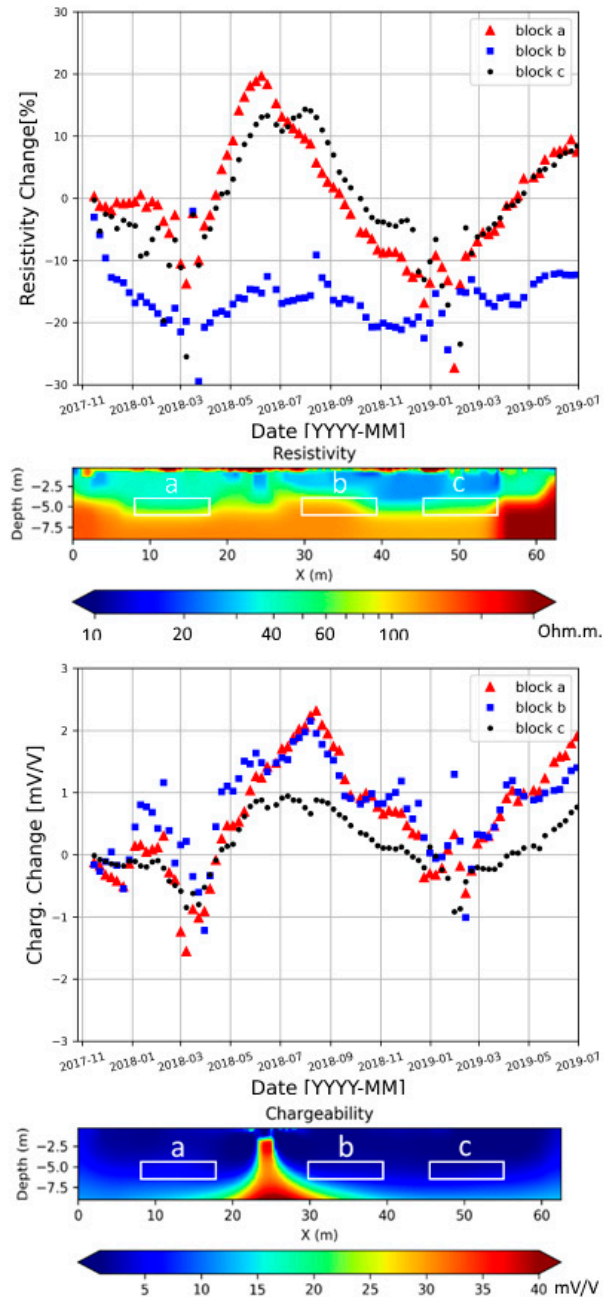 30
20
10
0
−10
−20
−30
Resistivity Change[%]
block a
block b
block c
2017-11 2018-01 2018-03 2018-05 2018-07 2018-09 2018-11 2019-01 2019-03 2019-05 2019-07
Date [YYYY-MM]
Resistivity
Depth (m)
−2.5
−5.0
−7.5
a b c
0 10 20 30 40 50 60
X (m)
10 20 40 60 100 Ohm.m.
3
2
1
0
−1
−2
−3
Charg. Change [mV/V]
block a
block b
block c
2017-11 2018-01 2018-03 2018-05 2018-07 2018-09 2018-11 2019-01 2019-03 2019-05 2019-07
Date [YYYY-MM]
Chargeability
Depth (m)
−2.5
−5.0
−7.5
a b c
0 10 20 30 40 50 60
X (m)
5 10 15 20 25 30 35 40 mV/V